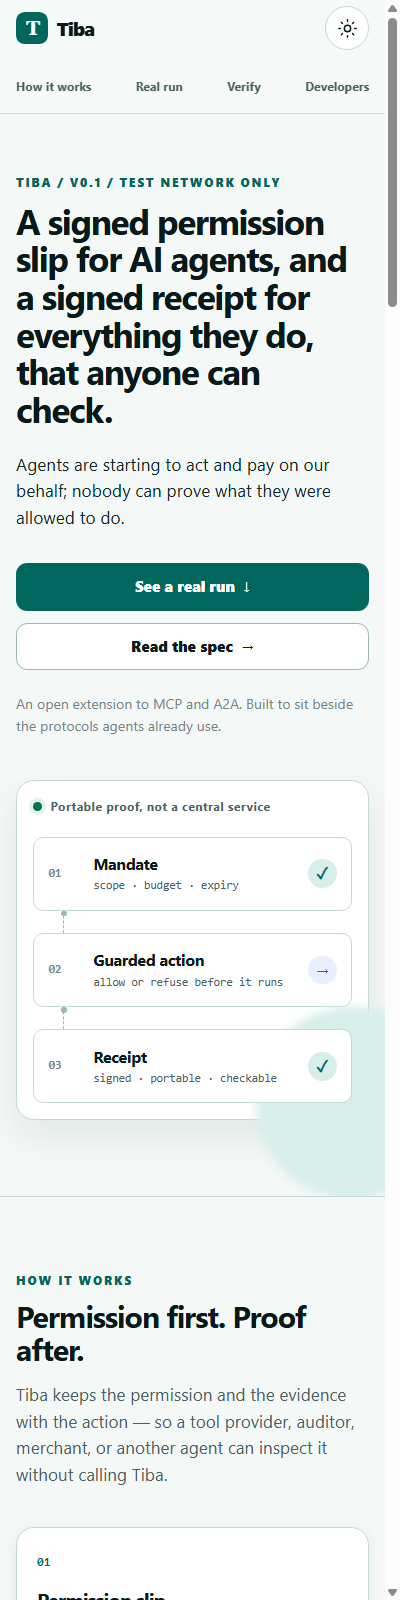 T Tiba
How it works Real run Verify Developers
TIBA / V0.1 / TEST NETWORK ONLY
A signed permission
slip for AI agents, and
a signed receipt for
everything they do,
that anyone can
check.
Agents are starting to act and pay on our
behalf; nobody can prove what they were
allowed to do.
See a real run ↓
Read the spec →
An open extension to MCP and A2A. Built to sit beside
the protocols agents already use.
Portable proof, not a central service
01
Mandate
scope · budget · expiry
✓
02
Guarded action
allow or refuse before it runs
→
03
Receipt
signed · portable · checkable
✓
HOW IT WORKS
Permission first. Proof
after.
Tiba keeps the permission and the evidence
with the action — so a tool provider, auditor,
merchant, or another agent can inspect it
without calling Tiba.
01
Permission slip